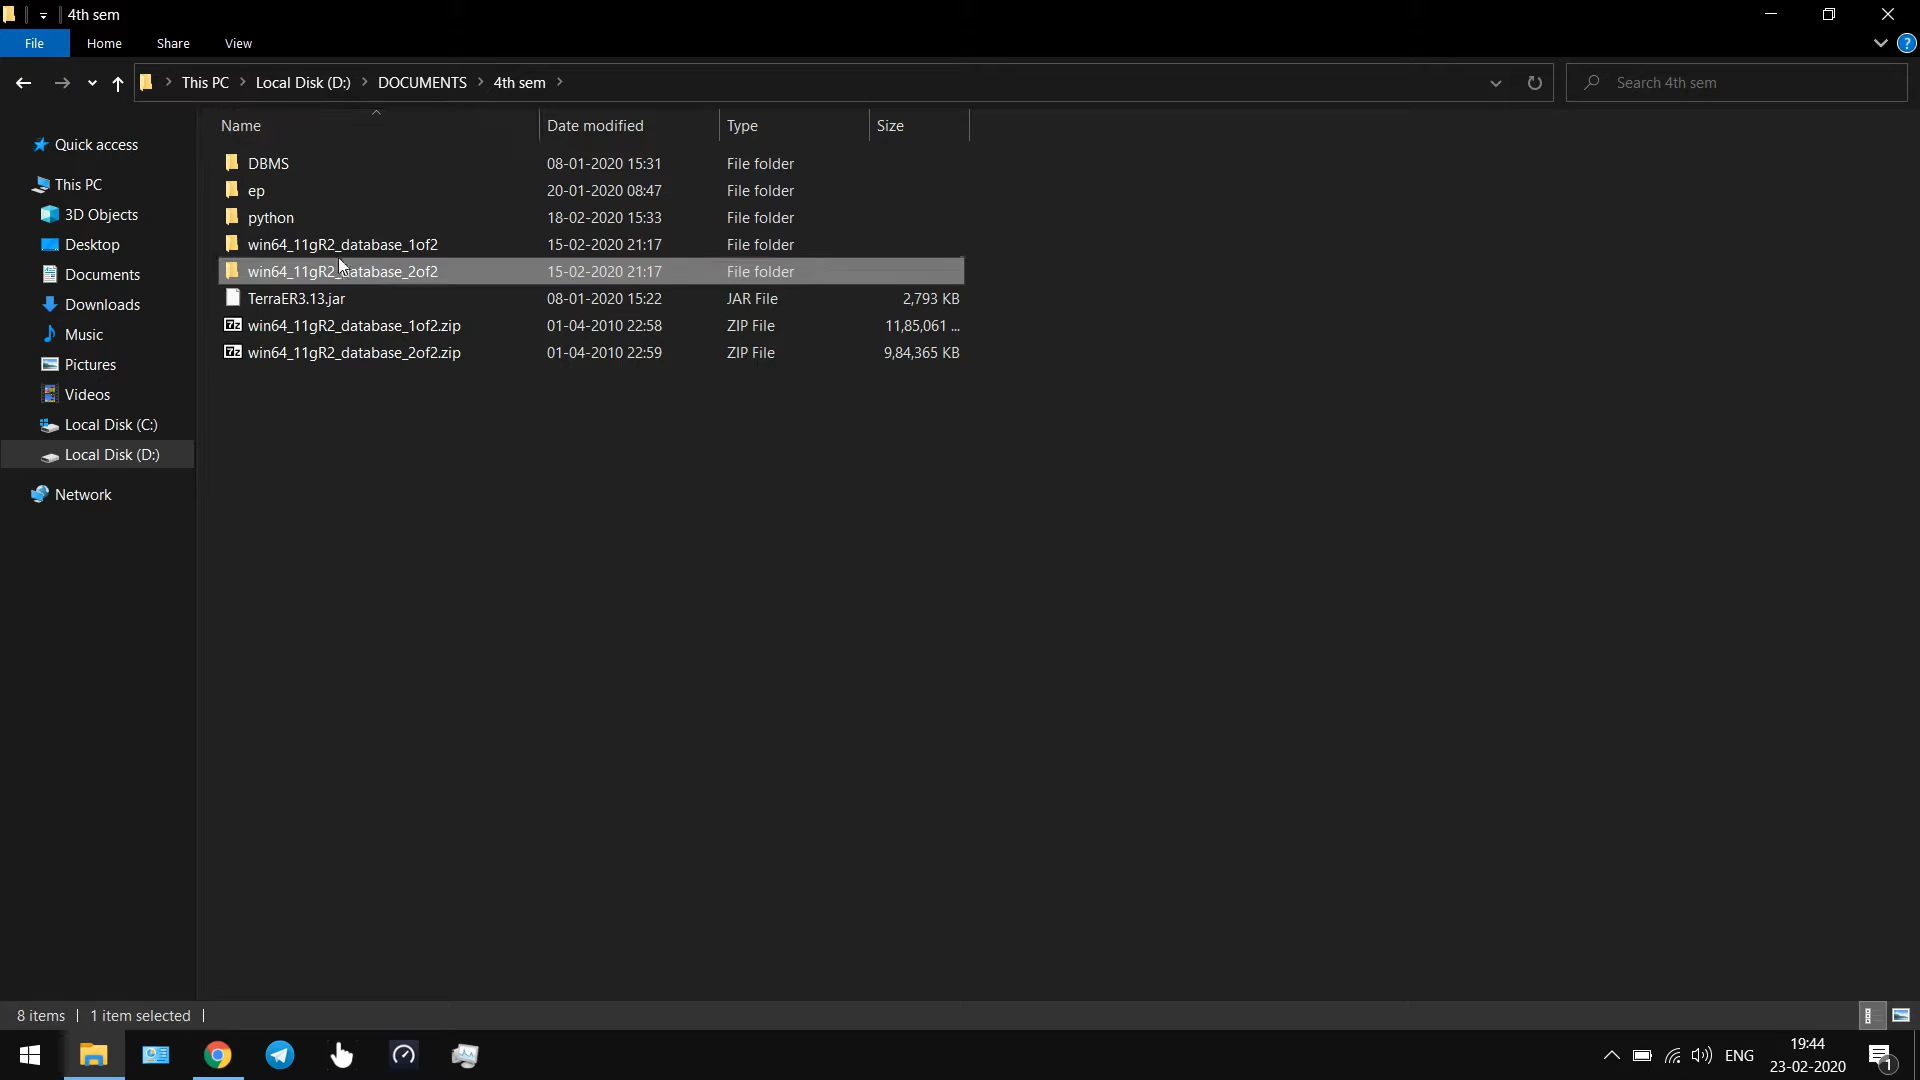 4th sem
File Home Share View
This PC Local Disk (D:) DOCUMENTS 4th sem
Search 4th sem
Name Date modified Type Size
Quick access
This PC
3D Objects
Desktop
Documents
Downloads
Music
Pictures
Videos
Local Disk (C:)
Local Disk (D:)
Network
DBMS 08-01-2020 15:31 File folder
ep 20-01-2020 08:47 File folder
python 18-02-2020 15:33 File folder
win64_11gR2_database_1of2 15-02-2020 21:17 File folder
win64_11gR2_database_2of2 15-02-2020 21:17 File folder
TerraER3.13.jar 08-01-2020 15:22 JAR File 2,793 KB
7z win64_11gR2_database_1of2.zip 01-04-2010 22:58 ZIP File 11,85,061 ...
7z win64_11gR2_database_2of2.zip 01-04-2010 22:59 ZIP File 9,84,365 KB
8 items 1 item selected
ENG
19:44
23-02-2020
1